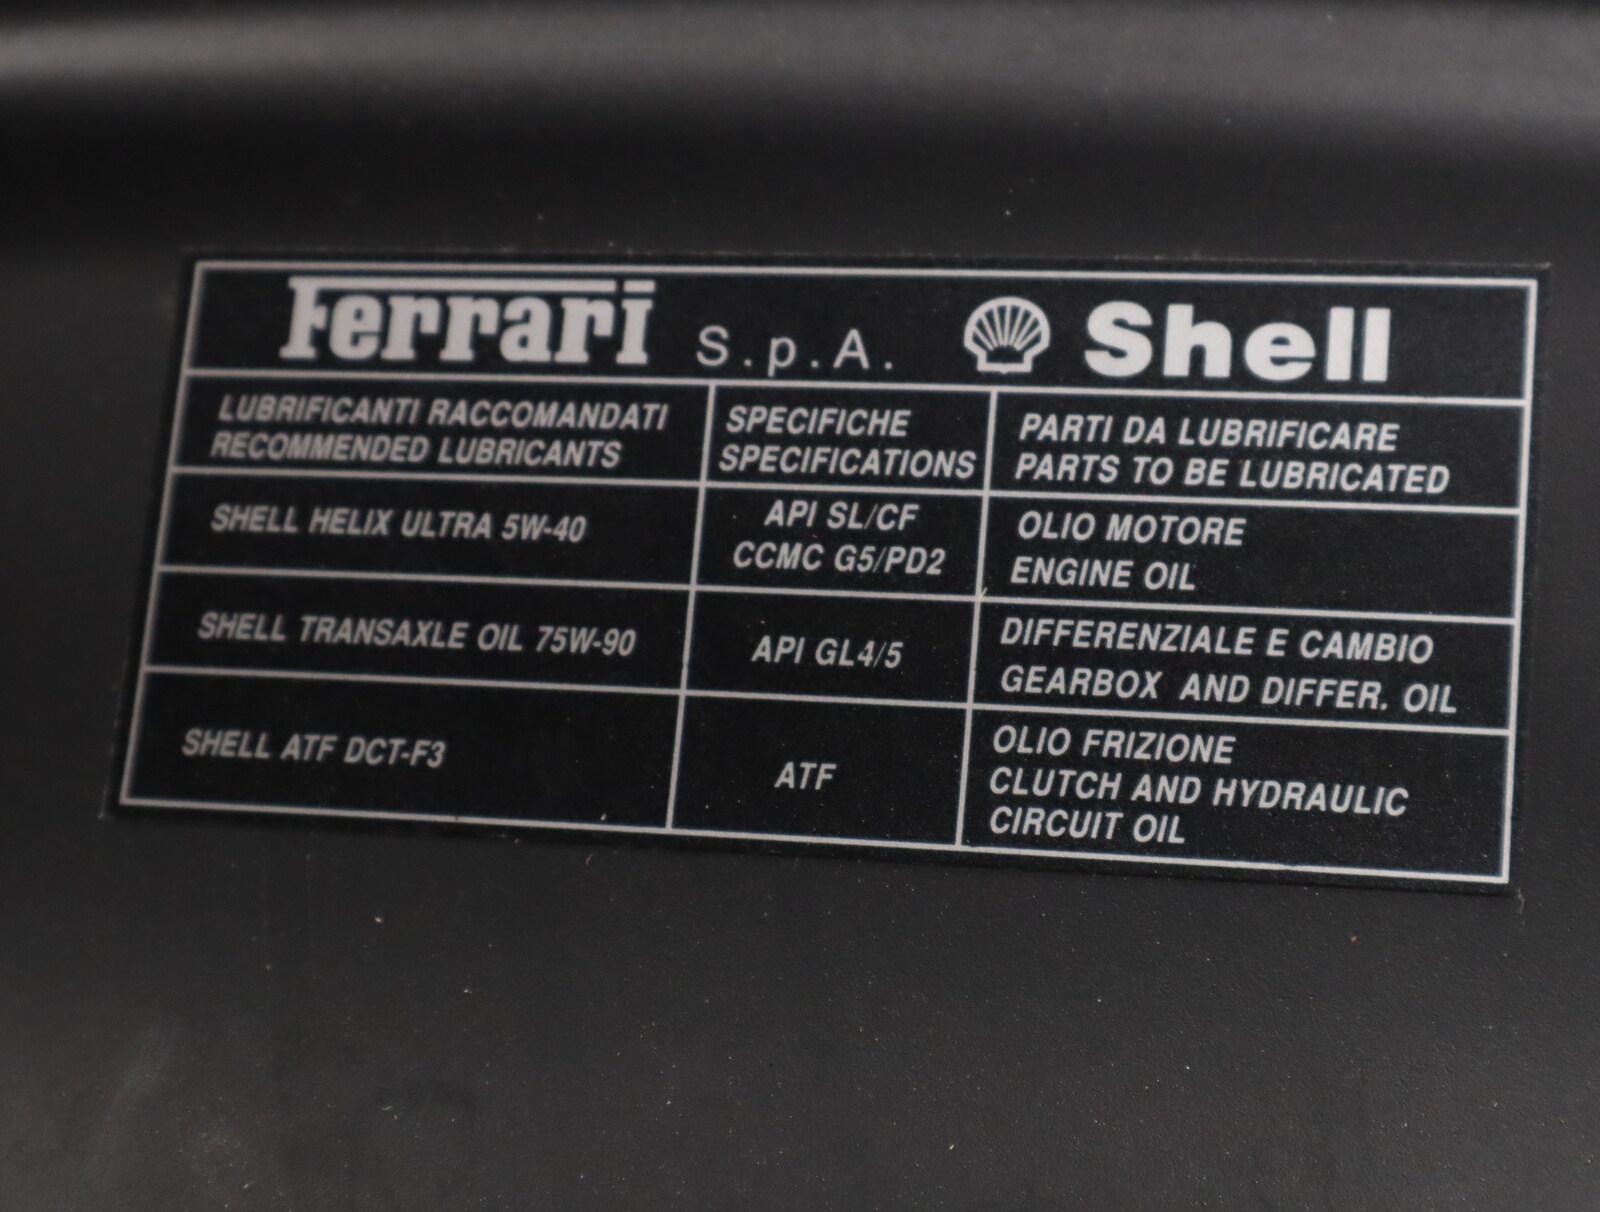 Ferrari S.p.A. Shell
LUBRIFICANTI RACCOMANDATI
RECOMMENDED LUBRICANTS
SPECIFICHE
SPECIFICATIONS
PARTI DA LUBRIFICARE
PARTS TO BE LUBRICATED
SHELL HELIX ULTRA 5W-40
API SL/CF
CCMC G5/PD2
OLIO MOTORE
ENGINE OIL
SHELL TRANSAXLE OIL 75W-90
API GL4/5
DIFFERENZIALE E CAMBIO
GEARBOX AND DIFFER. OIL
SHELL ATF DCT-F3
ATF
OLIO FRIZIONE
CLUTCH AND HYDRAULIC
CIRCUIT OIL